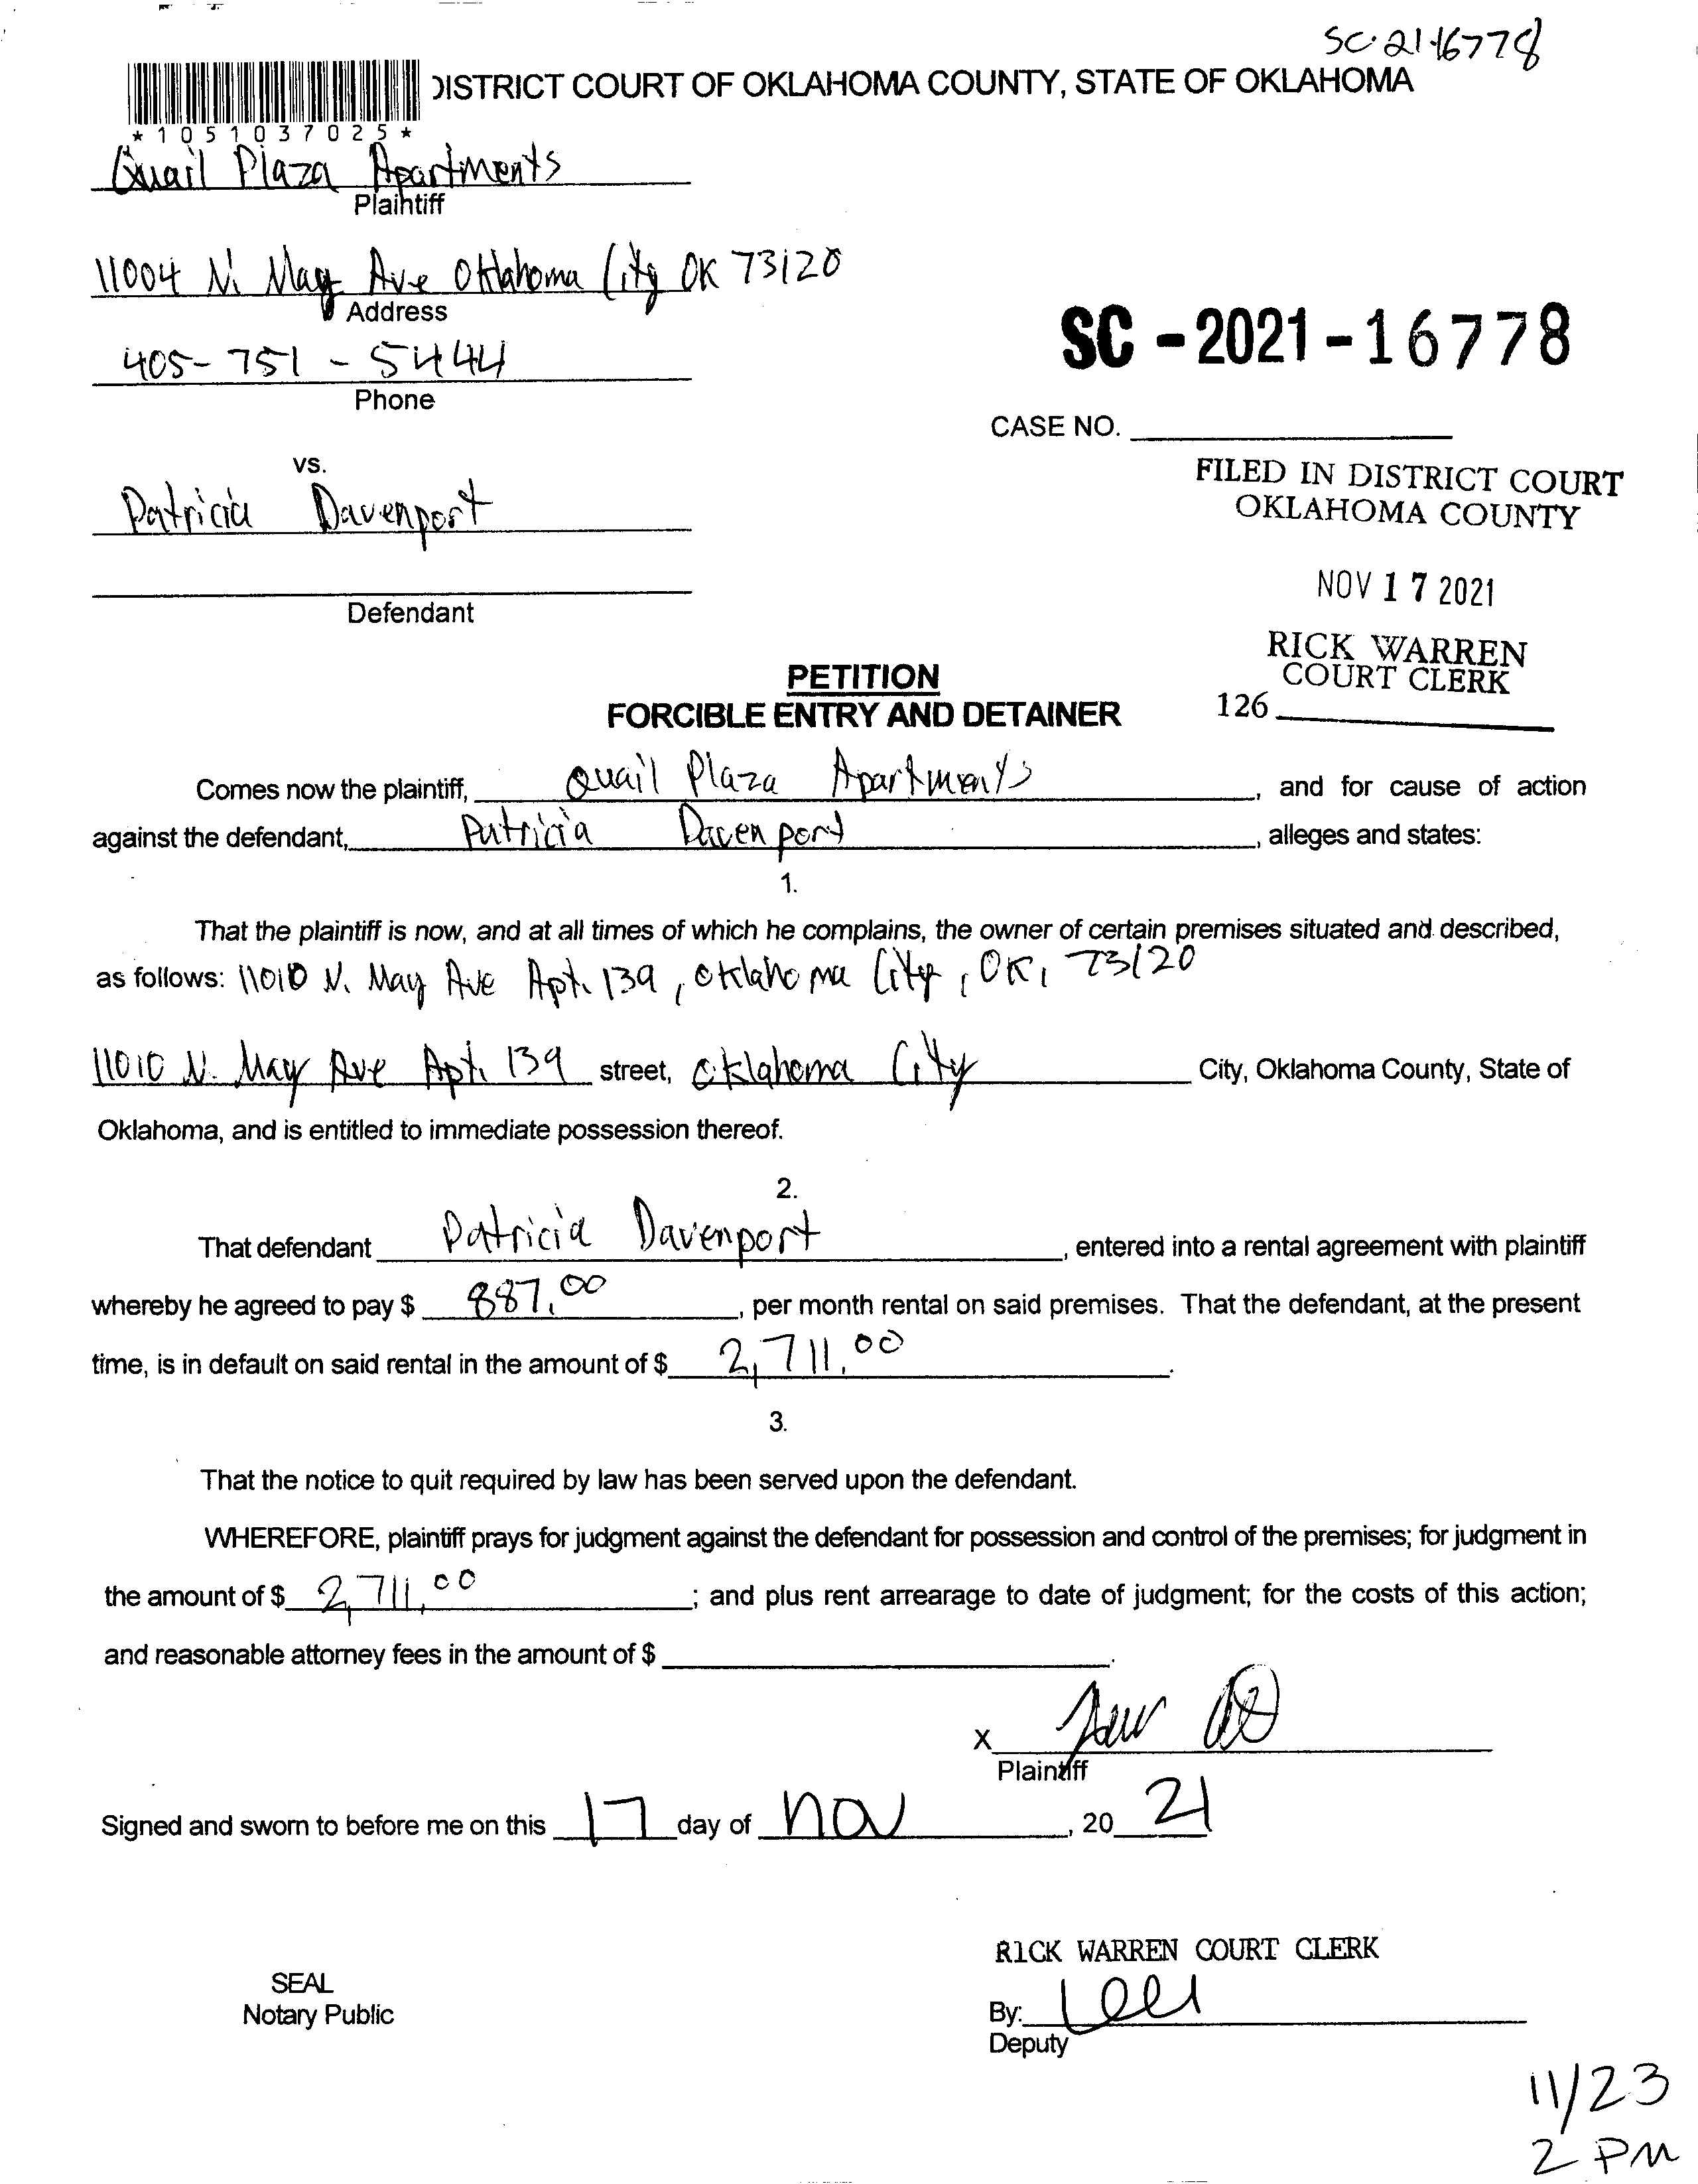 SC-21-16778
DISTRICT COURT OF OKLAHOMA COUNTY, STATE OF OKLAHOMA
*1051037025*
Quail Plaza Apartments
Plaintiff
11004 N. May Ave Oklahoma City OK 73120
Address
405-751-5444
Phone
SC-2021-16778
CASE NO.
vs.
Patricia Davenport
Defendant
FILED IN DISTRICT COURT
OKLAHOMA COUNTY
NOV 17 2021
RICK WARREN
COURT CLERK
126
PETITION
FORCIBLE ENTRY AND DETAINER
Comes now the plaintiff, Quail Plaza Apartments, and for cause of action
against the defendant, Patricia Davenport, alleges and states:
1.
That the plaintiff is now, and at all times of which he complains, the owner of certain premises situated and described,
as follows: 11010 N. May Ave Apt. 139, Oklahoma City, OK, 73120
11010 N. May Ave Apt. 139 street, Oklahoma City City, Oklahoma County, State of
Oklahoma, and is entitled to immediate possession thereof.
2.
That defendant Patricia Davenport, entered into a rental agreement with plaintiff
whereby he agreed to pay $ 887.00, per month rental on said premises. That the defendant, at the present
time, is in default on said rental in the amount of $ 2,711.00.
3.
That the notice to quit required by law has been served upon the defendant.
WHEREFORE, plaintiff prays for judgment against the defendant for possession and control of the premises; for judgment in
the amount of $ 2,711.00; and plus rent arrearage to date of judgment; for the costs of this action;
and reasonable attorney fees in the amount of $ .
X
Plaintiff
Signed and sworn to before me on this 17 day of nov, 20 21
RICK WARREN COURT CLERK
SEAL
Notary Public
By:
Deputy
11/23
2 PM